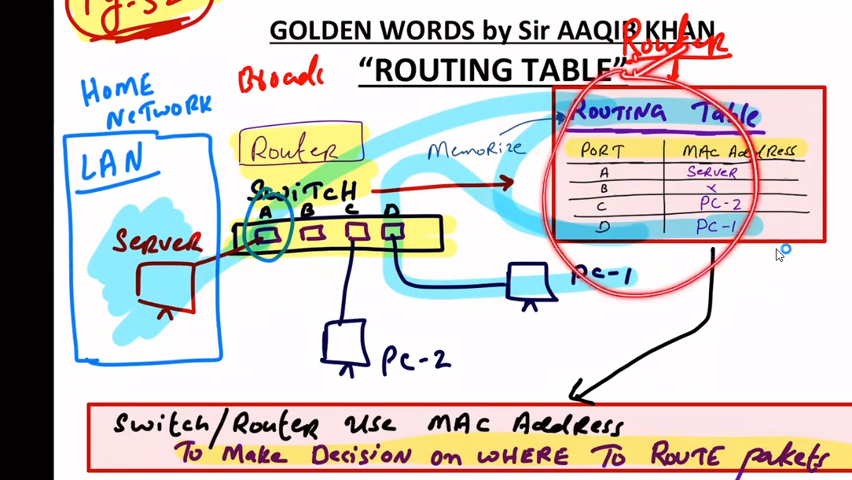 GOLDEN WORDS by Sir AAQIB KHAN
"ROUTING TABLE"
Router
HOME
NETWORK
Broadc
LAN
SERVER
Router
SWITCH
A B C D
MEMORIZE
ROUTING Table
PORT MAC AddRess
A SERVER
B x
C PC-2
D PC-1
PC-1
PC-2
Switch/Router Use MAC Address
To Make Decision on WHERE To ROUTE packets